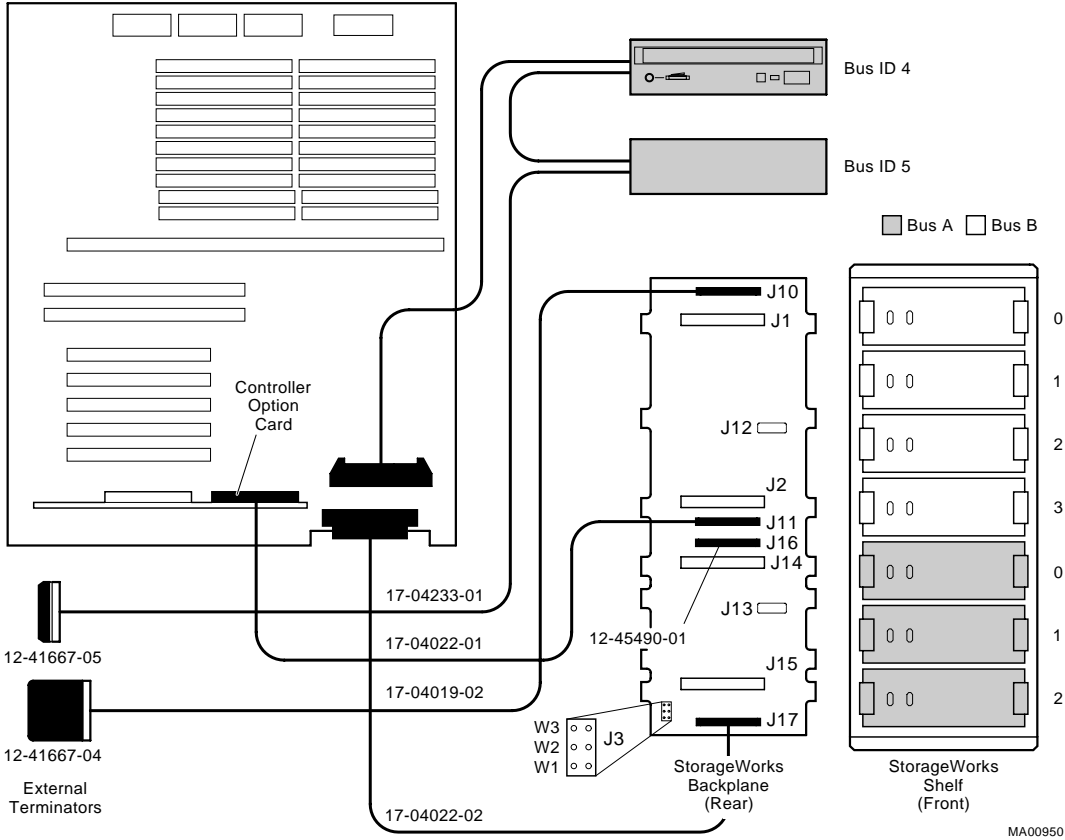 Bus ID 4
Bus ID 5
Bus A
Bus B
J10
J1
0
1
2
3
0
1
2
Controller
Option
Card
J12
J2
J11
J16
J14
J13
12-45490-01
J15
J17
J3
W3
W2
W1
17-04233-01
17-04022-01
17-04019-02
17-04022-02
12-41667-05
12-41667-04
External
Terminators
StorageWorks
Backplane
(Rear)
StorageWorks
Shelf
(Front)
MA00950